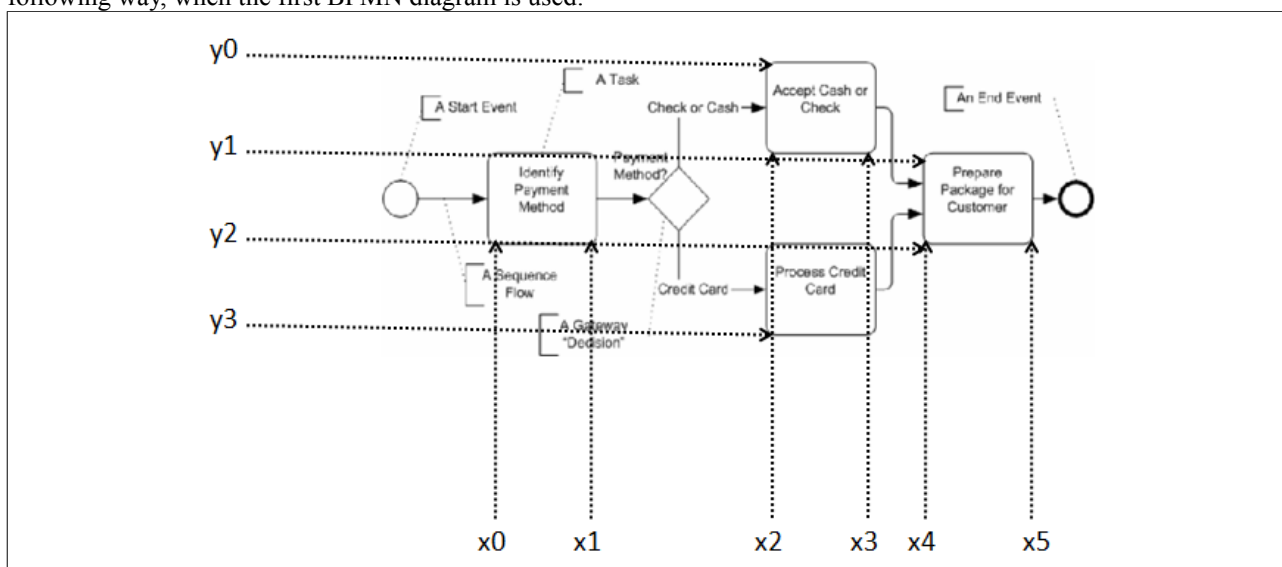 following way, when the first BPMN diagram is used.
y0
A Task
Accept Cash or
Check
A Start Event
Check or Cash
An End Event
y1
Payment
Method?
Identify
Payment
Method
Prepare
Package for
Customer
y2
A Sequence
Flow
Process Credit
Card
Credit Card
y3
A Gateway
"Decision"
x0
x1
x2
x3
x4
x5